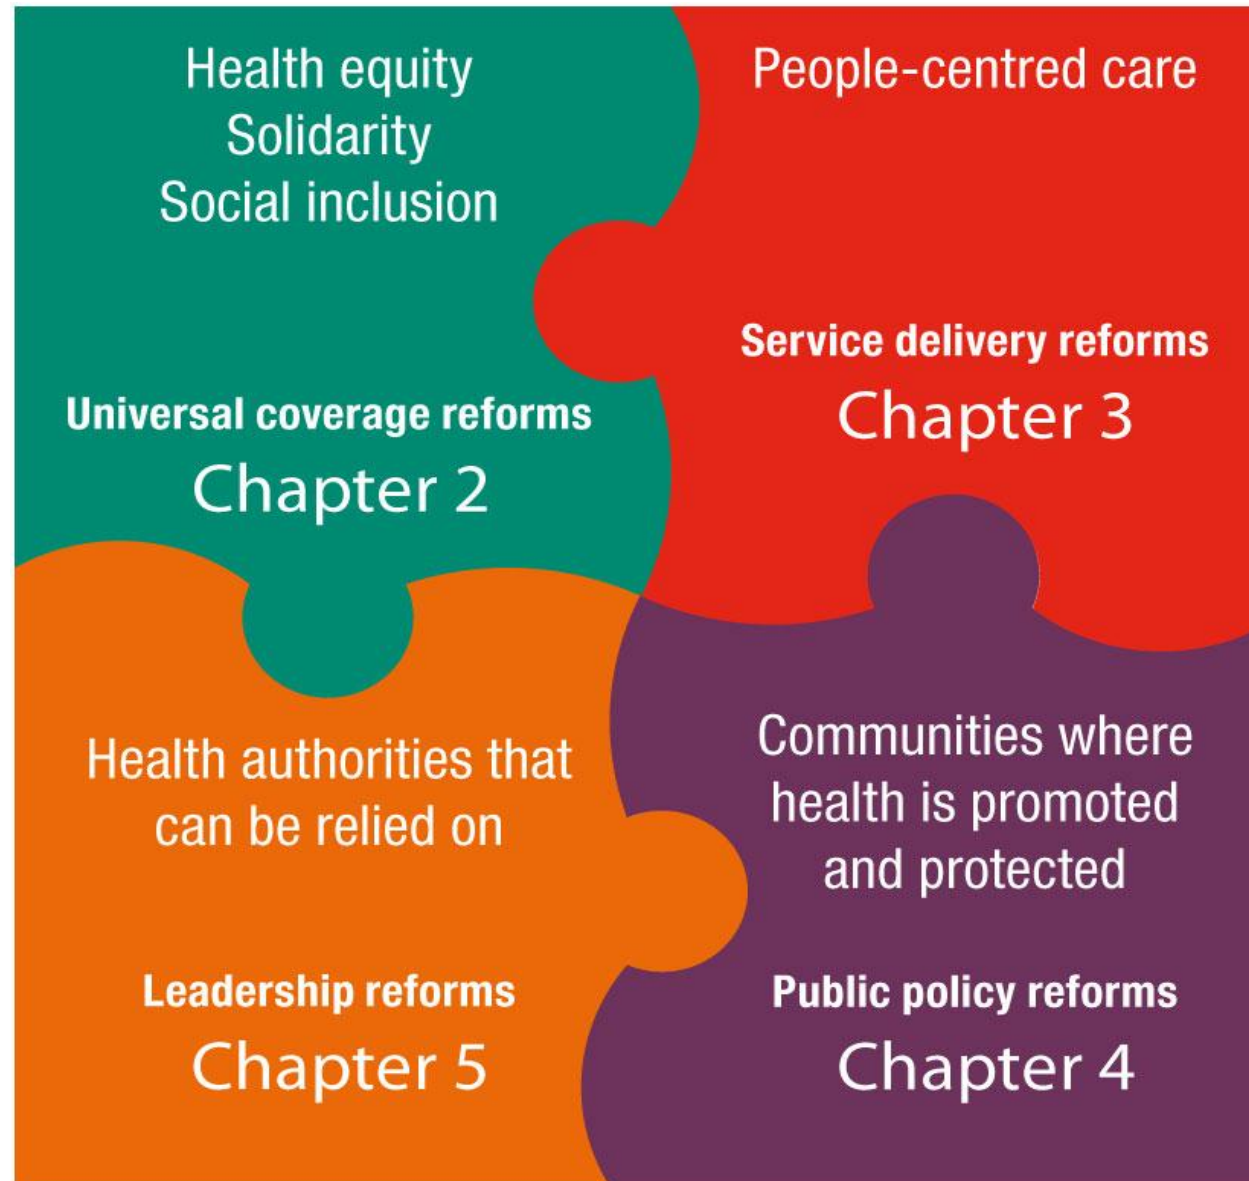 Health equity
Solidarity
Social inclusion
Universal coverage reforms
Chapter 2
People-centred care
Service delivery reforms
Chapter 3
Health authorities that
can be relied on
Leadership reforms
Chapter 5
Communities where
health is promoted
and protected
Public policy reforms
Chapter 4